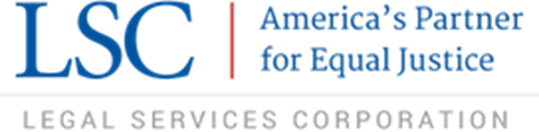 LSC
America's Partner
for Equal Justice
LEGAL SERVICES CORPORATION